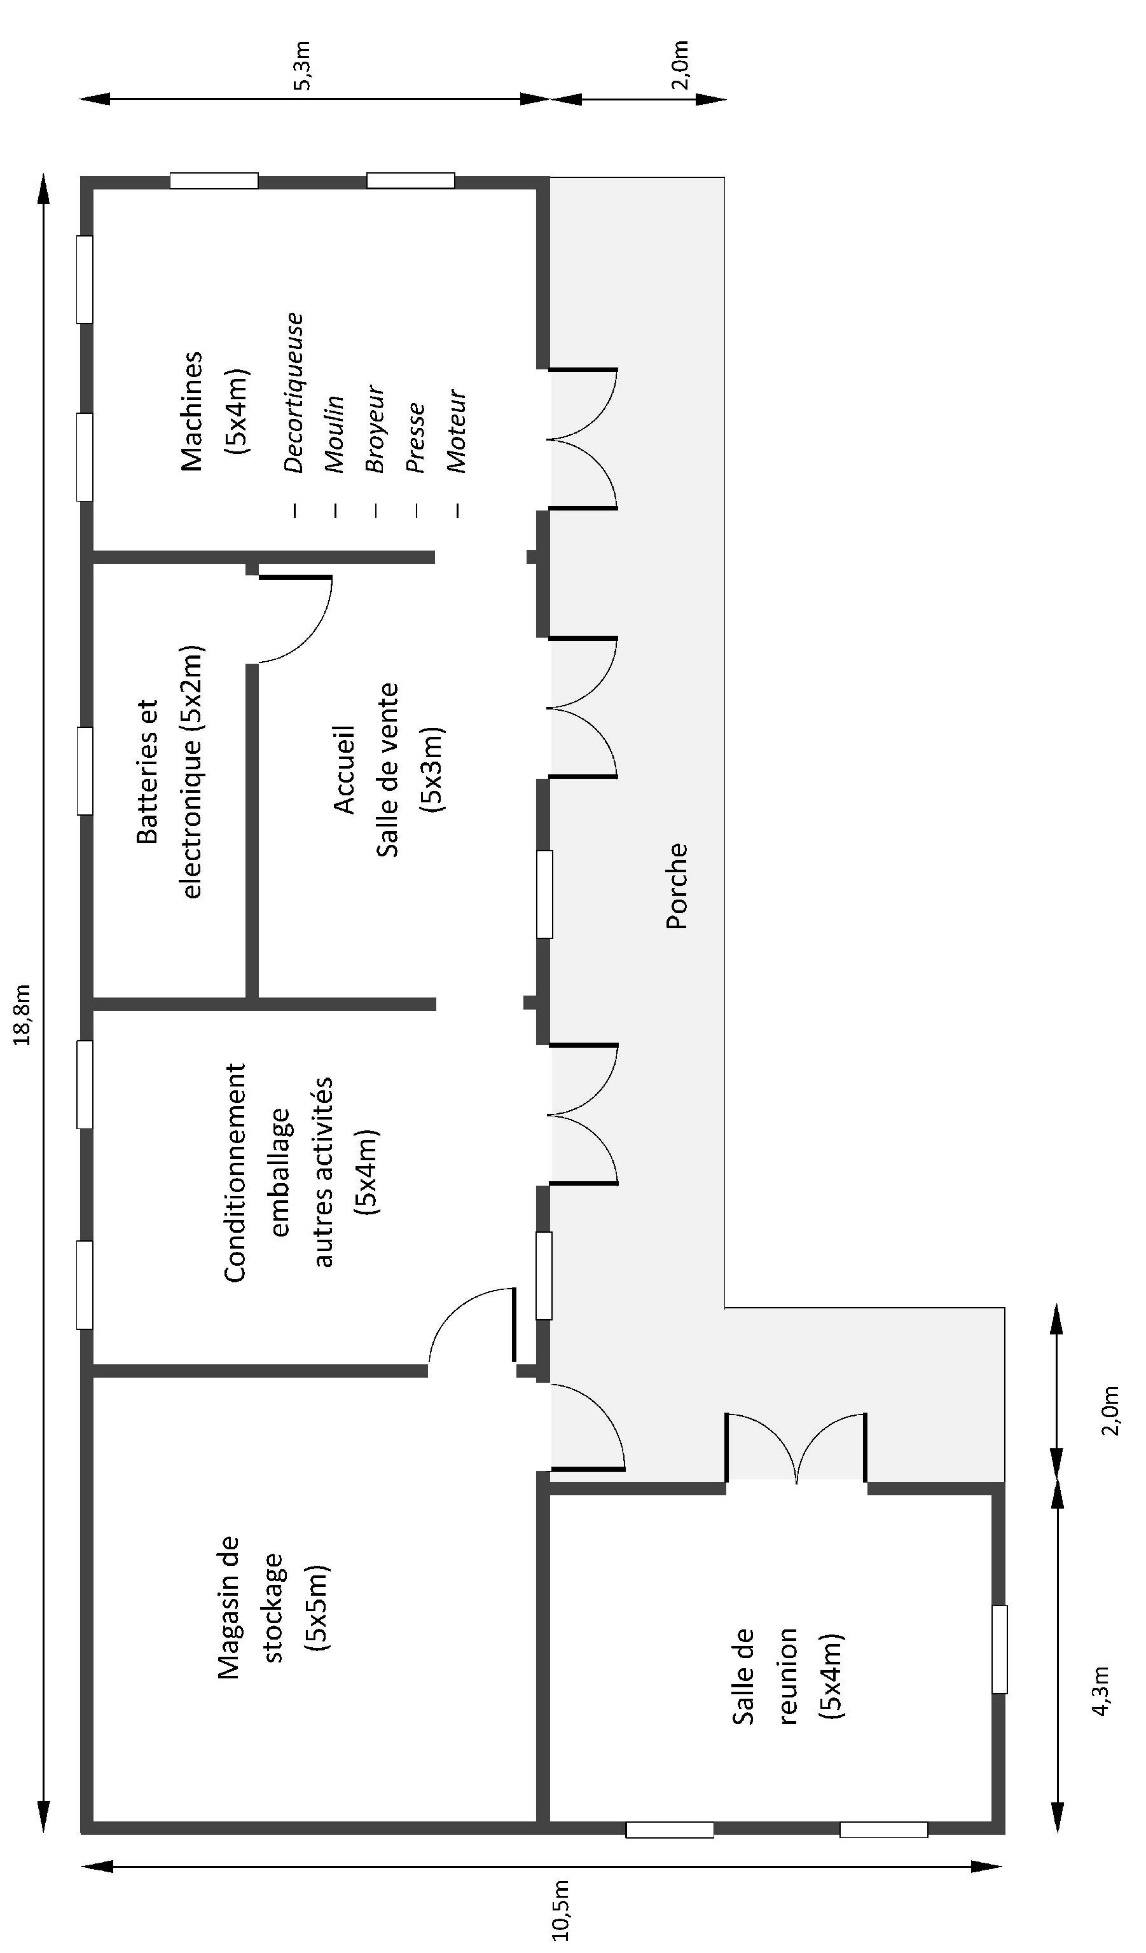 18,8m
5,3m
2,0m
10,5m
4,3m
2,0m
Magasin de
stockage
(5x5m)
Conditionnement
emballage
autres activités
(5x4m)
Batteries et
electronique (5x2m)
Accueil
Salle de vente
(5x3m)
Machines
(5x4m)
– Decortiqueuse
– Moulin
– Broyeur
– Presse
– Moteur
Porche
Salle de
reunion
(5x4m)